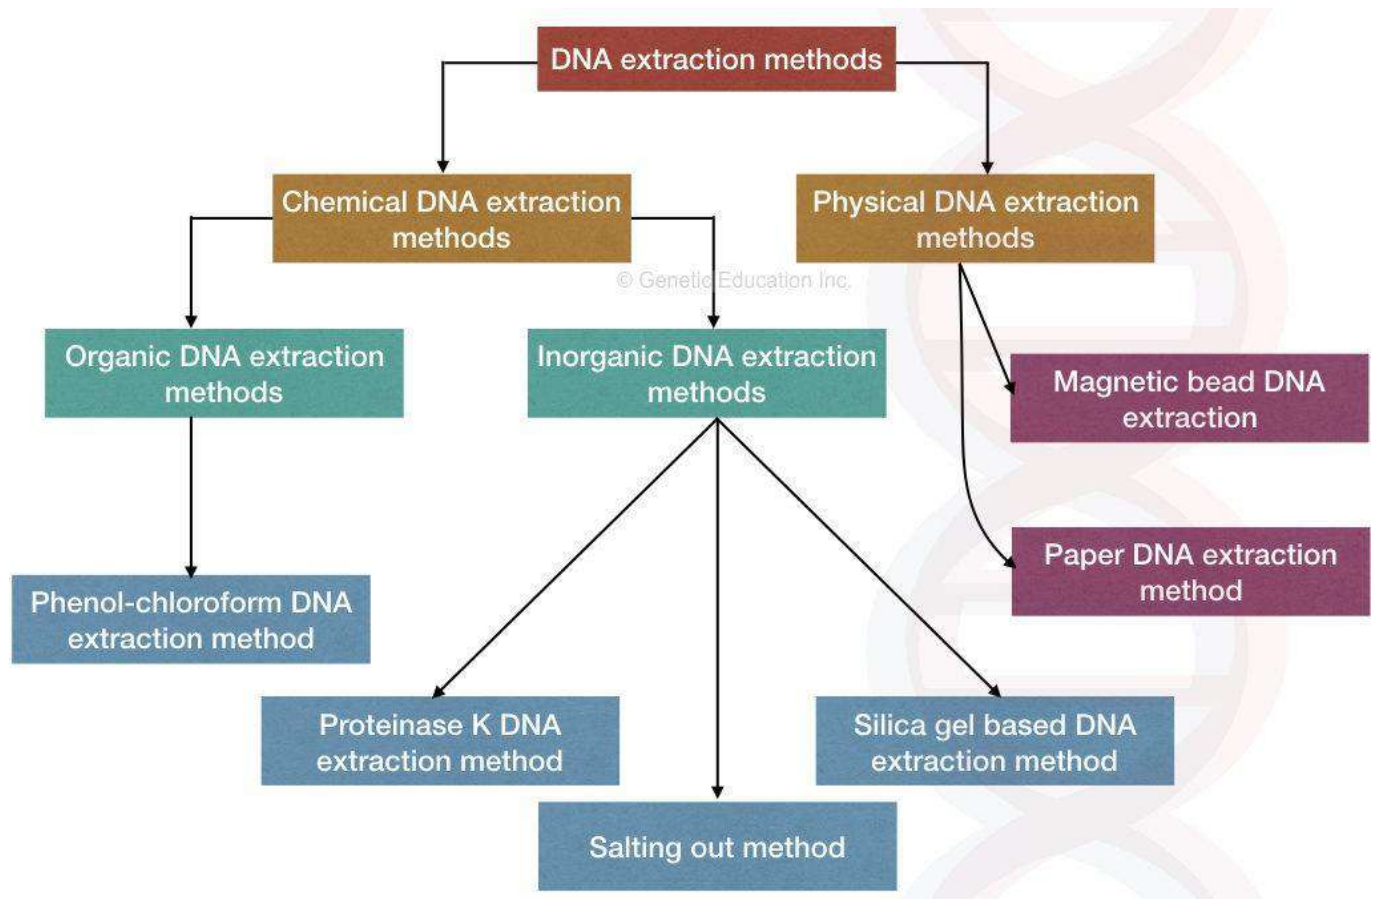 DNA extraction methods
Chemical DNA extraction
methods
Physical DNA extraction
methods
© Genetic Education Inc.
Organic DNA extraction
methods
Inorganic DNA extraction
methods
Magnetic bead DNA
extraction
Paper DNA extraction
method
Phenol-chloroform DNA
extraction method
Proteinase K DNA
extraction method
Silica gel based DNA
extraction method
Salting out method